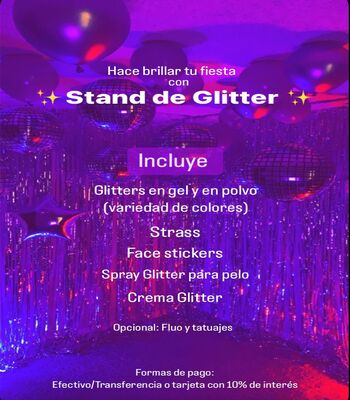 Hace brillar tu fiesta
con
✨ Stand de Glitter ✨
Incluye
Glitters en gel y en polvo
(variedad de colores)
Strass
Face stickers
Spray Glitter para pelo
Crema Glitter
Opcional: Fluo y tatuajes
Formas de pago:
Efectivo/Transferencia o tarjeta con 10% de interés